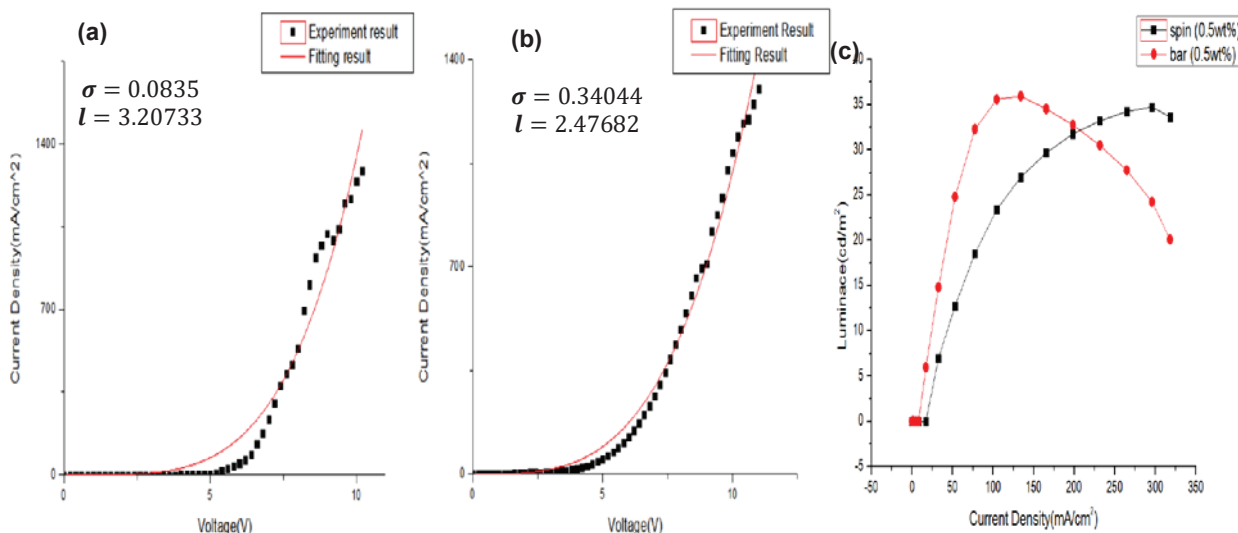 (a)
Experiment result
Fitting result
σ = 0.0835
l = 3.20733
Current Density(mA/cm^2)
1400
700
0
0
5
10
Voltage(V)
(b)
Experiment Result
Fitting Result
σ = 0.34044
l = 2.47682
Current Density(mA/cm^2)
1400
700
0
0
5
10
Voltage(V)
(c)
spin (0.5wt%)
bar (0.5wt%)
Luminace(cd/m²)
40
35
30
25
20
15
10
5
0
-5
-50
0
50
100
150
200
250
300
350
Current Density(mA/cm²)